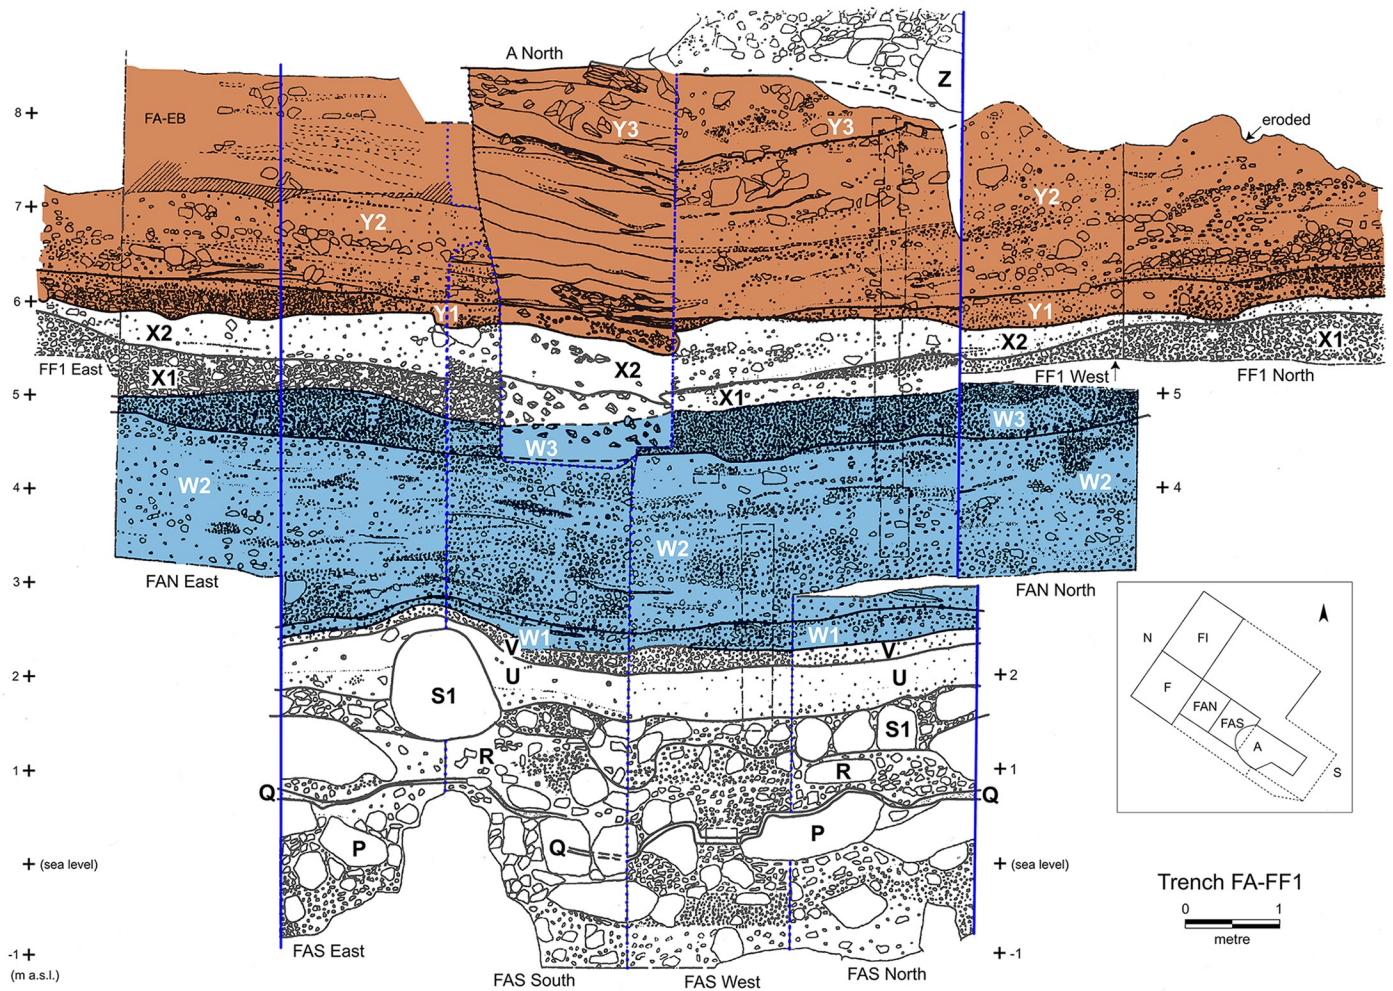 A North
Z
?
8 +
FA-EB
Y3
Y3
eroded
7 +
Y2
Y2
6 +
Y1
Y1
X2
X2
X2
X1
FF1 East
X1
X1
FF1 West
FF1 North
5 +
+ 5
W3
W3
W2
W2
4 +
+ 4
W2
3 +
FAN East
FAN North
W1
W1
V
V
2 +
U
U
+ 2
S1
S1
R
R
1 +
+ 1
Q
Q
P
Q
P
+ (sea level)
+ (sea level)
FAS East
FAS South
FAS West
FAS North
-1 +
+ -1
(m a.s.l.)
N
FI
F
FAN
FAS
A
S
Trench FA-FF1
0 1
metre